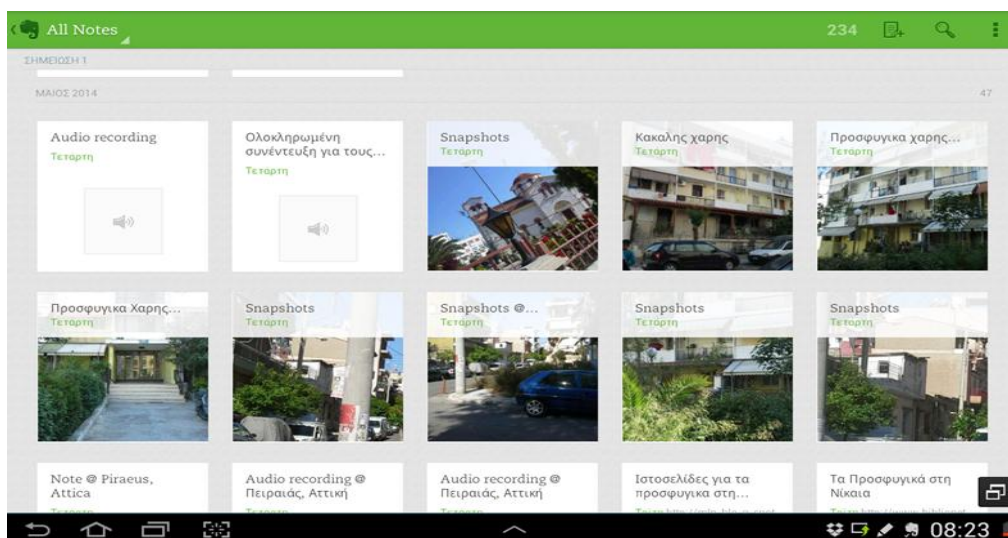 All Notes
234
ΣΗΜΕΙΩΣΗ 1
ΜΑΙΟΣ 2014
47
Audio recording
Τετάρτη
Ολοκληρωμένη
συνέντευξη για τους...
Τετάρτη
Snapshots
Τετάρτη
Κακαλης χαρης
Τετάρτη
Προσφυγικα χαρης...
Τετάρτη
Προσφυγικα Χαρης...
Τετάρτη
Snapshots
Τετάρτη
Snapshots @...
Τετάρτη
Snapshots
Τετάρτη
Snapshots
Τετάρτη
Note @ Piraeus,
Attica
Audio recording @
Πειραιάς, Αττική
Audio recording @
Πειραιάς, Αττική
Ιστοσελίδες για τα
προσφυγικα στη...
Τα Προσφυγικά στη
Νίκαια
08:23